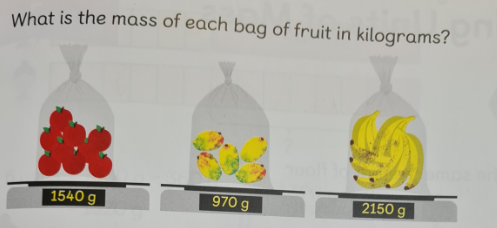 What is the mass of each bag of fruit in kilograms?
1540 g
970 g
2150 g